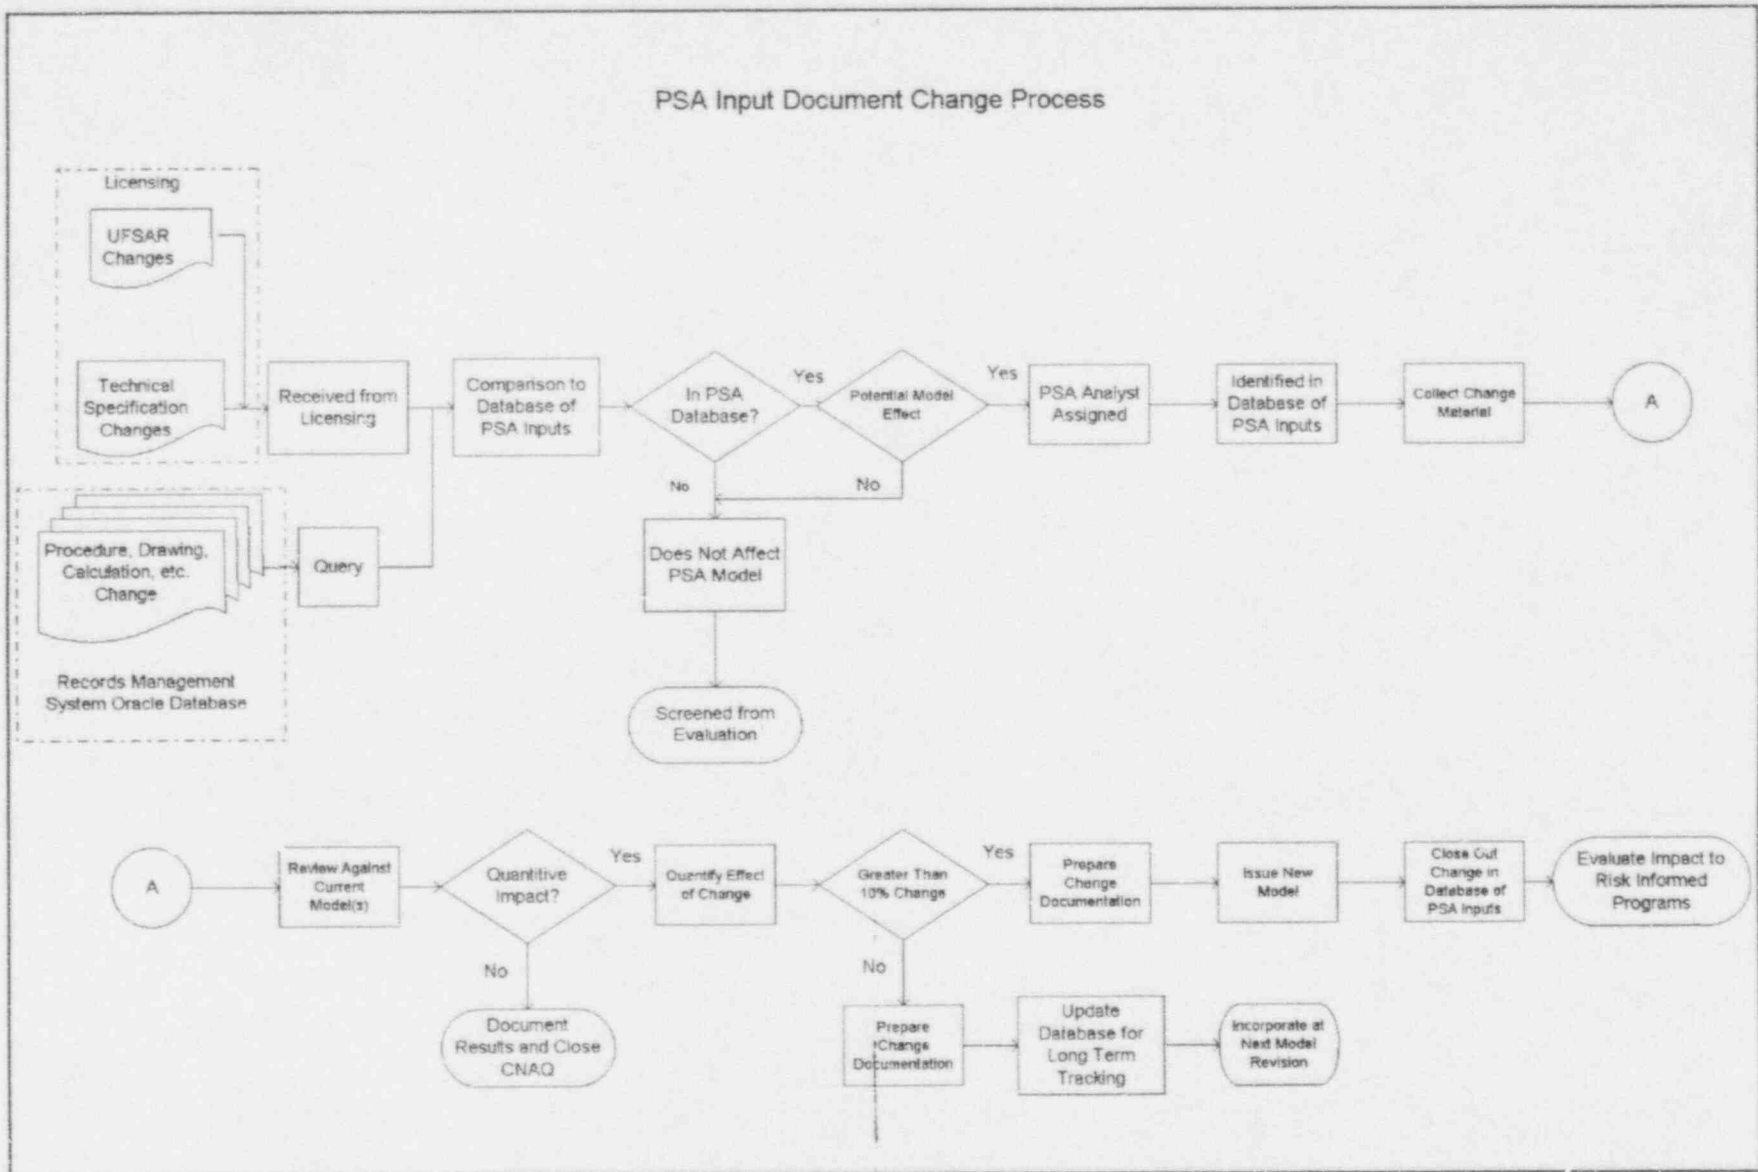 PSA Input Document Change Process
Licensing
UFSAR
Changes
Technical
Specification
Changes
Received from
Licensing
Comparison to
Database of
PSA Inputs
In PSA
Database?
Yes
Potential Model
Effect
Yes
PSA Analyst
Assigned
Identified in
Database of
PSA Inputs
Collect Change
Material
A
No
No
Procedure, Drawing,
Calculation, etc.
Change
Query
Does Not Affect
PSA Model
Records Management
System Oracle Database
Screened from
Evaluation
A
Review Against
Current
Model(s)
Quantitive
Impact?
Yes
Quantify Effect
of Change
Greater Than
10% Change
Yes
Prepare
Change
Documentation
Issue New
Model
Close Out
Change in
Database of
PSA Inputs
Evaluate Impact to
Risk Informed
Programs
No
No
Document
Results and Close
CNAQ
Prepare
Change
Documentation
Update
Database for
Long Term
Tracking
Incorporate at
Next Model
Revision